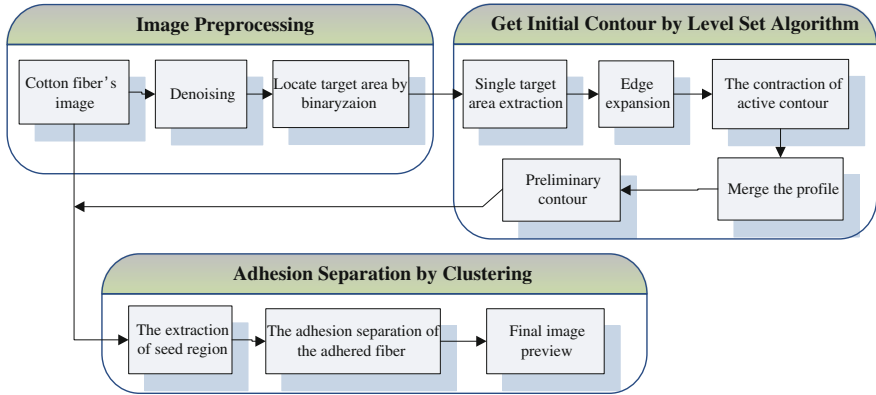 Image Preprocessing
Cotton fiber's
image
Denoising
Locate target area by
binaryzaion
Get Initial Contour by Level Set Algorithm
Single target
area extraction
Edge
expansion
The contraction of
active contour
Merge the profile
Preliminary
contour
Adhesion Separation by Clustering
The extraction
of seed region
The adhesion separation of
the adhered fiber
Final image
preview